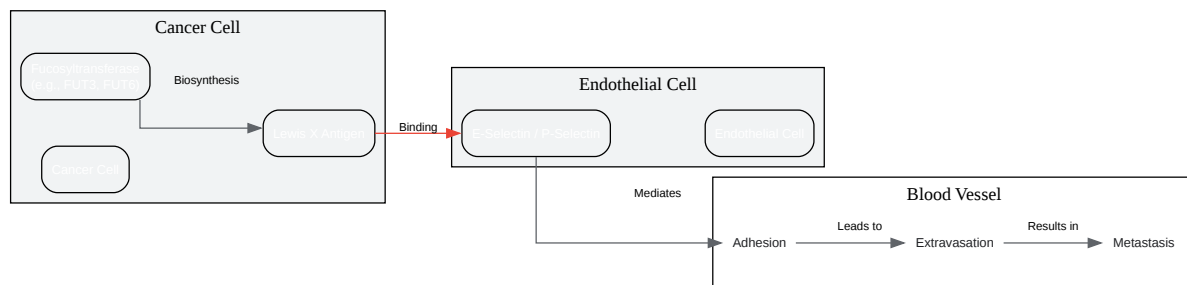 Cancer Cell
Fucosyltransferase
(e.g., FUT3, FUT6)
Biosynthesis
Lewis X Antigen
Cancer Cell
Binding
Endothelial Cell
E-Selectin / P-Selectin
Endothelial Cell
Mediates
Blood Vessel
Adhesion
Leads to
Extravasation
Results in
Metastasis